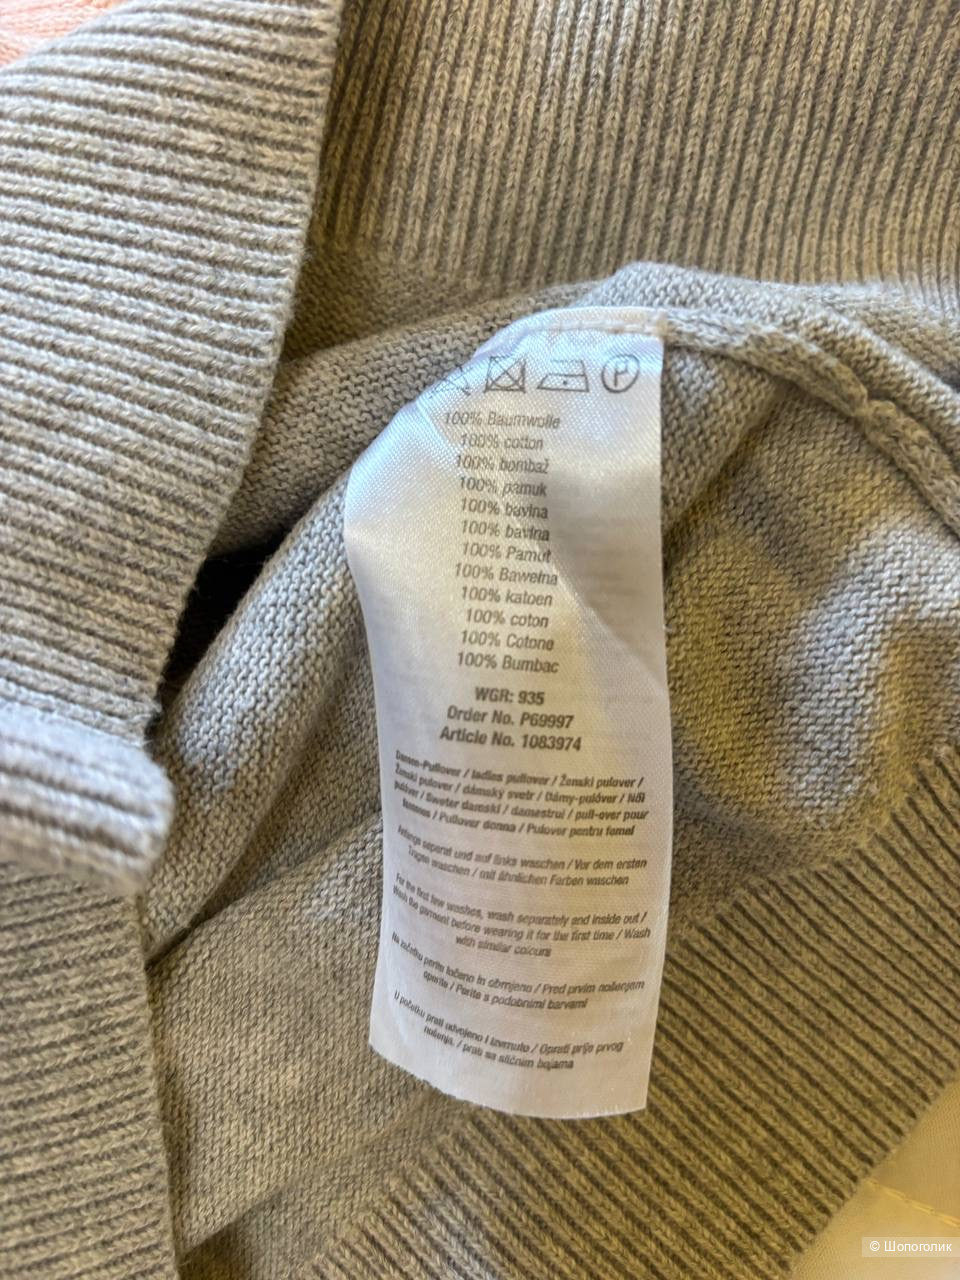 P
100% Baumwolle
100% cotton
100% bombaž
100% pamuk
100% bavlna
100% bavlna
100% Pamut
100% Bawełna
100% katoen
100% coton
100% Cotone
100% Bumbac
WGR: 935
Order No. P69997
Article No. 1083974
Damen-Pullover / ladies pullover / Ženski pulover /
Ženski pulover / dámský svetr / Dámy-pulóver / Női
pulóver / Sweter damski / damestrui / pull-over pour
femmes / Pullover donna / Pulover pentru femei
Anfangs separat und auf links waschen / Vor dem ersten
Tragen waschen / mit ähnlichen Farben waschen
For the first few washes, wash separately and inside out /
Wash the garment before wearing it for the first time / Wash
with similar colours
Na začetku perite ločeno in obrnjeno / Pred prvim nošenjem
operite / Perite s podobnimi barvami
U početku prati odvojeno i izvrnuto / Oprati prije prvog
nošenja. / prati sa sličnim bojama
© Шопоголик